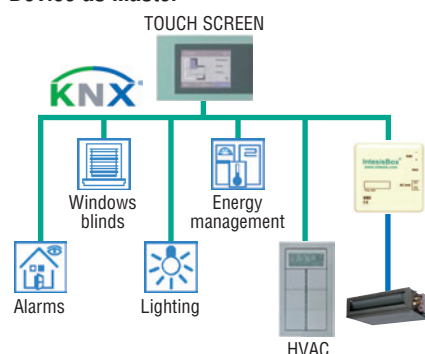 Device as Master
TOUCH SCREEN
KNX
IntesisBox®
Windows
blinds
Energy
management
Alarms
Lighting
HVAC